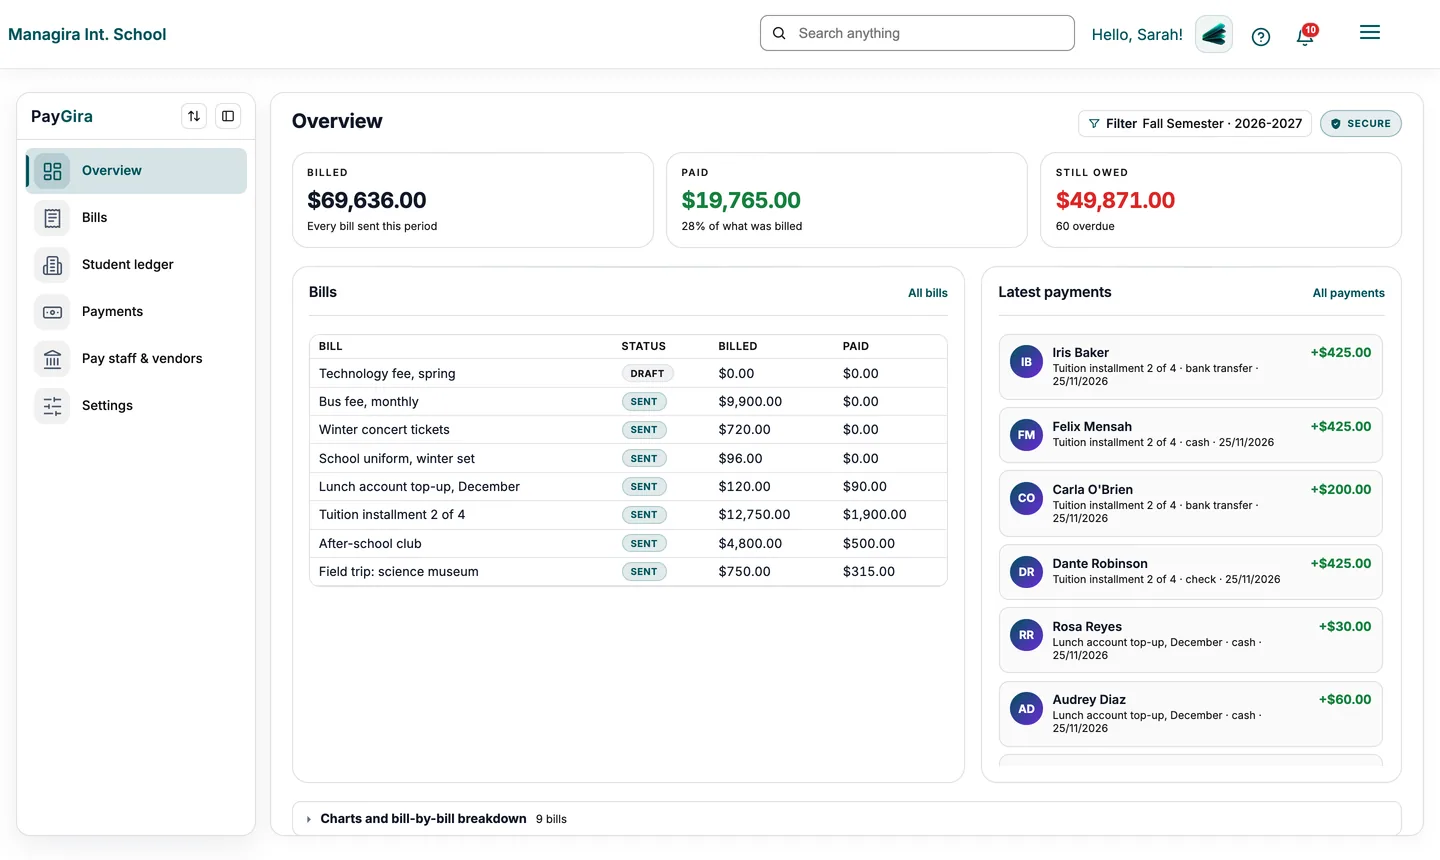 Managira Int. School
Search anything
Hello, Sarah!
10
PayGira
Overview
Bills
Student ledger
Payments
Pay staff & vendors
Settings
Overview
Filter Fall Semester · 2026-2027
SECURE
BILLED
$69,636.00
Every bill sent this period
PAID
$19,765.00
28% of what was billed
STILL OWED
$49,871.00
60 overdue
Bills
All bills
BILL STATUS BILLED PAID
Technology fee, spring DRAFT $0.00 $0.00
Bus fee, monthly SENT $9,900.00 $0.00
Winter concert tickets SENT $720.00 $0.00
School uniform, winter set SENT $96.00 $0.00
Lunch account top-up, December SENT $120.00 $90.00
Tuition installment 2 of 4 SENT $12,750.00 $1,900.00
After-school club SENT $4,800.00 $500.00
Field trip: science museum SENT $750.00 $315.00
Latest payments
All payments
IB
Iris Baker +$425.00
Tuition installment 2 of 4 · bank transfer ·
25/11/2026
FM
Felix Mensah +$425.00
Tuition installment 2 of 4 · cash · 25/11/2026
CO
Carla O'Brien +$200.00
Tuition installment 2 of 4 · bank transfer ·
25/11/2026
DR
Dante Robinson +$425.00
Tuition installment 2 of 4 · check · 25/11/2026
RR
Rosa Reyes +$30.00
Lunch account top-up, December · cash ·
25/11/2026
AD
Audrey Diaz +$60.00
Lunch account top-up, December · cash ·
25/11/2026
Charts and bill-by-bill breakdown 9 bills